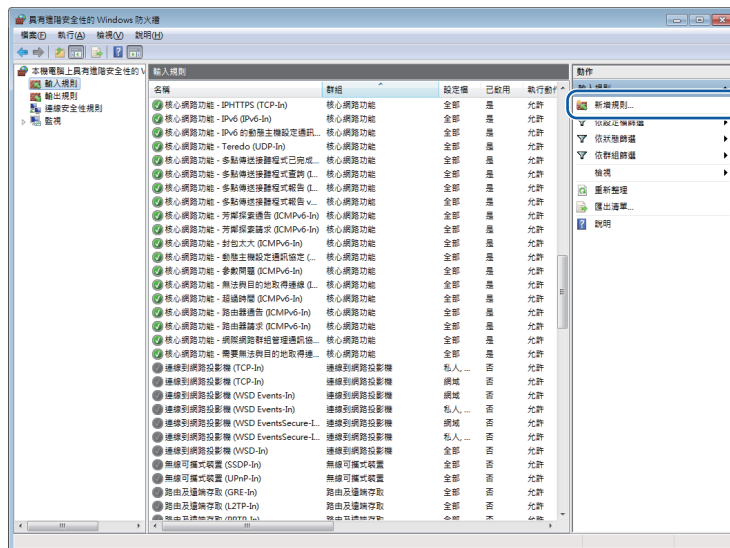 具有進階安全性的 Windows 防火牆
檔案(F) 執行(A) 檢視(V) 說明(H)
本機電腦上具有進階安全性的 W
輸入規則
輸出規則
連線安全性規則
監視
輸入規則
名稱 群組 設定檔 已啟用 執行動作
核心網路功能 - IPHTTPS (TCP-In) 核心網路功能 全部 是 允許
核心網路功能 - IPv6 (IPv6-In) 核心網路功能 全部 是 允許
核心網路功能 - IPv6 的動態主機設定通訊... 核心網路功能 全部 是 允許
核心網路功能 - Teredo (UDP-In) 核心網路功能 全部 是 允許
核心網路功能 - 多點傳送接聽程式已完成... 核心網路功能 全部 是 允許
核心網路功能 - 多點傳送接聽程式查詢 (I... 核心網路功能 全部 是 允許
核心網路功能 - 多點傳送接聽程式報告 (I... 核心網路功能 全部 是 允許
核心網路功能 - 多點傳送接聽程式報告 v... 核心網路功能 全部 是 允許
核心網路功能 - 芳鄰探索通告 (ICMPv6-In) 核心網路功能 全部 是 允許
核心網路功能 - 芳鄰探索請求 (ICMPv6-In) 核心網路功能 全部 是 允許
核心網路功能 - 封包太大 (ICMPv6-In) 核心網路功能 全部 是 允許
核心網路功能 - 動態主機設定通訊協定 (... 核心網路功能 全部 是 允許
核心網路功能 - 參數問題 (ICMPv6-In) 核心網路功能 全部 是 允許
核心網路功能 - 無法與目的地取得連線 (I... 核心網路功能 全部 是 允許
核心網路功能 - 超過時間 (ICMPv6-In) 核心網路功能 全部 是 允許
核心網路功能 - 路由器通告 (ICMPv6-In) 核心網路功能 全部 是 允許
核心網路功能 - 路由器請求 (ICMPv6-In) 核心網路功能 全部 是 允許
核心網路功能 - 網際網路群組管理通訊協... 核心網路功能 全部 是 允許
核心網路功能 - 需要無法與目的地取得連... 核心網路功能 全部 是 允許
連線到網路投影機 (TCP-In) 連線到網路投影機 私人, ... 否 允許
連線到網路投影機 (TCP-In) 連線到網路投影機 網域 否 允許
連線到網路投影機 (WSD Events-In) 連線到網路投影機 網域 否 允許
連線到網路投影機 (WSD Events-In) 連線到網路投影機 私人, ... 否 允許
連線到網路投影機 (WSD EventsSecure-I... 連線到網路投影機 網域 否 允許
連線到網路投影機 (WSD EventsSecure-I... 連線到網路投影機 私人, ... 否 允許
連線到網路投影機 (WSD-In) 連線到網路投影機 全部 否 允許
無線可攜式裝置 (SSDP-In) 無線可攜式裝置 全部 否 允許
無線可攜式裝置 (UPnP-In) 無線可攜式裝置 全部 否 允許
路由及遠端存取 (GRE-In) 路由及遠端存取 全部 否 允許
路由及遠端存取 (L2TP-In) 路由及遠端存取 全部 否 允許
路由及遠端存取 (PPTP-In) 路由及遠端存取 全部 否 允許
動作
輸入規則
新增規則...
依設定檔篩選
依狀態篩選
依群組篩選
檢視
重新整理
匯出清單...
說明